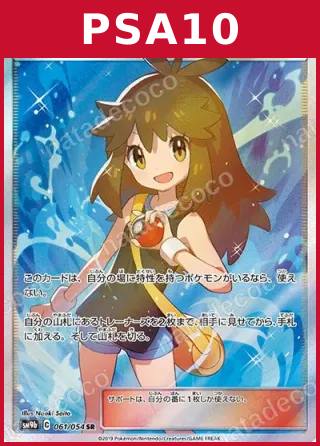 PSA10
このカードは、自分の場に特性を持つポケモンがいるなら、使え
ない。
自分の山札にあるトレーナーズを2枚まで、相手に見せてから、手札
に加える。そして山札を切る。
サポートは、自分の番に1枚しか使えない。
Illus. Naoki Saito
sm9b C 061/054 SR
©2019 Pokémon/Nintendo/Creatures/GAME FREAK.
natadecoco
natadecoco
natadecoco